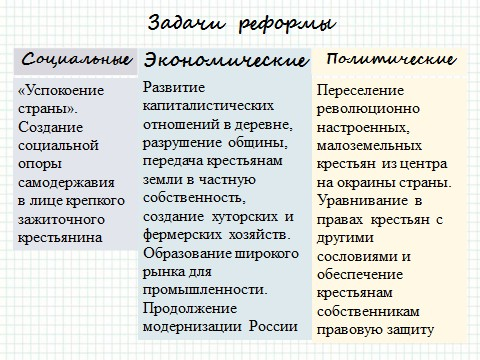 Задачи реформы
Социальные
«Успокоение
страны».
Создание
социальной
опоры
самодержавия
в лице крепкого
зажиточного
крестьянина
Экономические
Развитие
капиталистических
отношений в деревне,
разрушение общины,
передача крестьянам
земли в частную
собственность,
создание хуторских и
фермерских хозяйств.
Образование широкого
рынка для
промышленности.
Продолжение
модернизации России
Политические
Переселение
революционно
настроенных,
малоземельных
крестьян из центра
на окраины страны.
Уравнивание в
правах крестьян с
другими
сословиями и
обеспечение
крестьянам
собственникам
правовую защиту